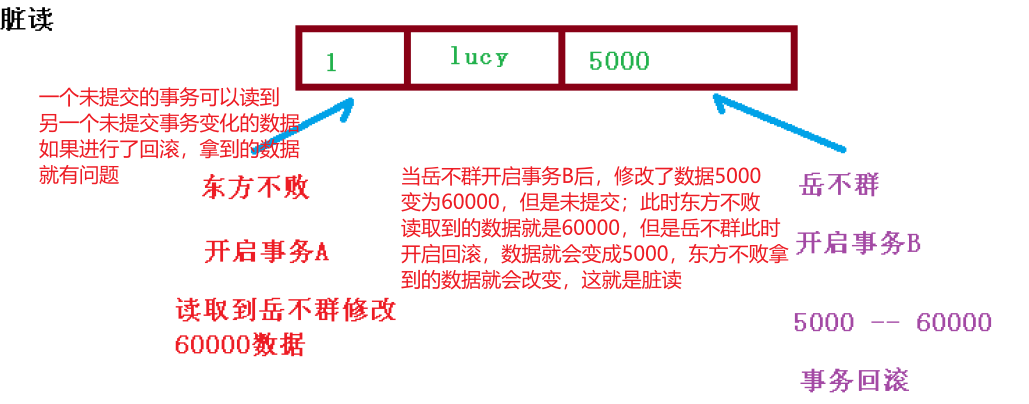 脏读
1 lucy 5000
一个未提交的事务可以读到
另一个未提交事务变化的数据
如果进行了回滚，拿到的数据
就有问题
东方不败
开启事务A
读取到岳不群修改
60000数据
当岳不群开启事务B后，修改了数据5000
变为60000，但是未提交；此时东方不败
读取到的数据就是60000，但是岳不群此时
开启回滚，数据就会变成5000，东方不败拿
到的数据就会改变，这就是脏读
岳不群
开启事务B
5000 -- 60000
事务回滚